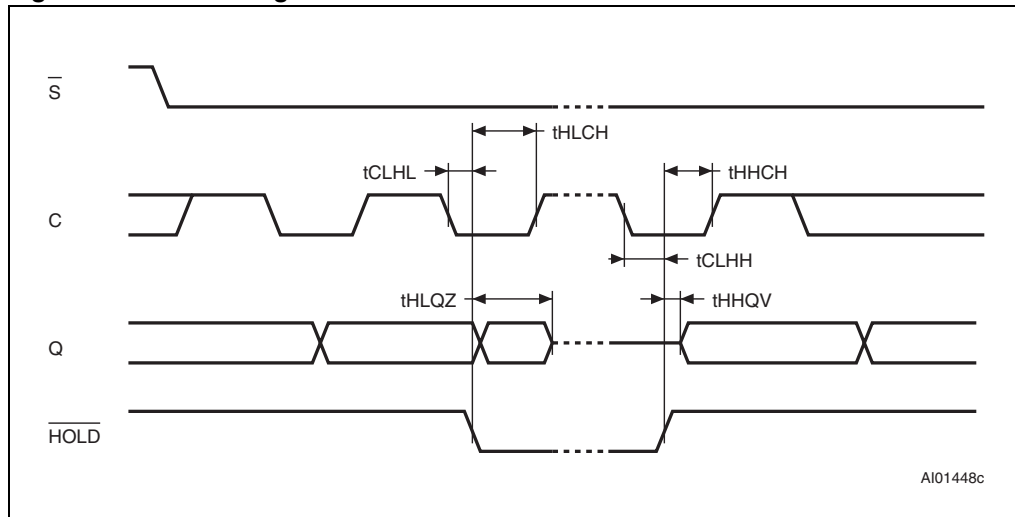 S
tHLCH
tCLHL
tHHCH
C
tCLHH
tHLQZ
tHHQV
Q
HOLD
AI01448c